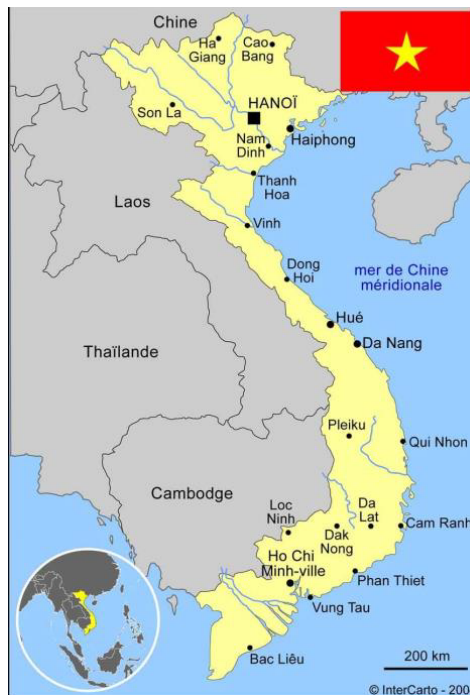 Chine
Ha
Giang
Cao
Bang
Son La
HANOÏ
Haiphong
Nam
Dinh
Thanh
Hoa
Laos
Vinh
Dong
Hoi
mer de Chine
méridionale
Hué
Thaïlande
Da Nang
Pleiku
Qui Nhon
Cambodge
Loc
Ninh
Da
Lat
Cam Ranh
Dak
Nong
Ho Chi
Minh-ville
Phan Thiet
Vung Tau
Bac Liêu
200 km
© InterCarto - 200